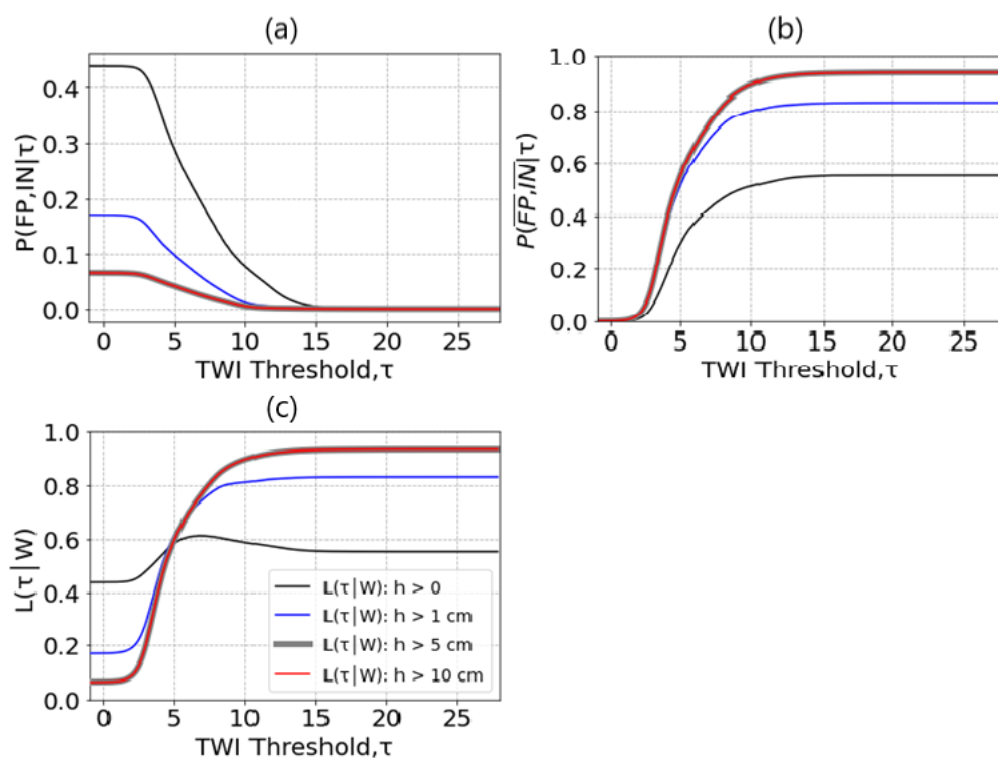 (a)
P(FP,IN|τ)
0.4
0.3
0.2
0.1
0.0
0 5 10 15 20 25
TWI Threshold,τ
(b)
P(F̅P̅,I̅N̅|τ)
1.0
0.8
0.6
0.4
0.2
0.0
0 5 10 15 20 25
TWI Threshold,τ
(c)
L(τ|W)
1.0
0.8
0.6
0.4
0.2
0.0
L(τ|W): h > 0
L(τ|W): h > 1 cm
L(τ|W): h > 5 cm
L(τ|W): h > 10 cm
0 5 10 15 20 25
TWI Threshold,τ